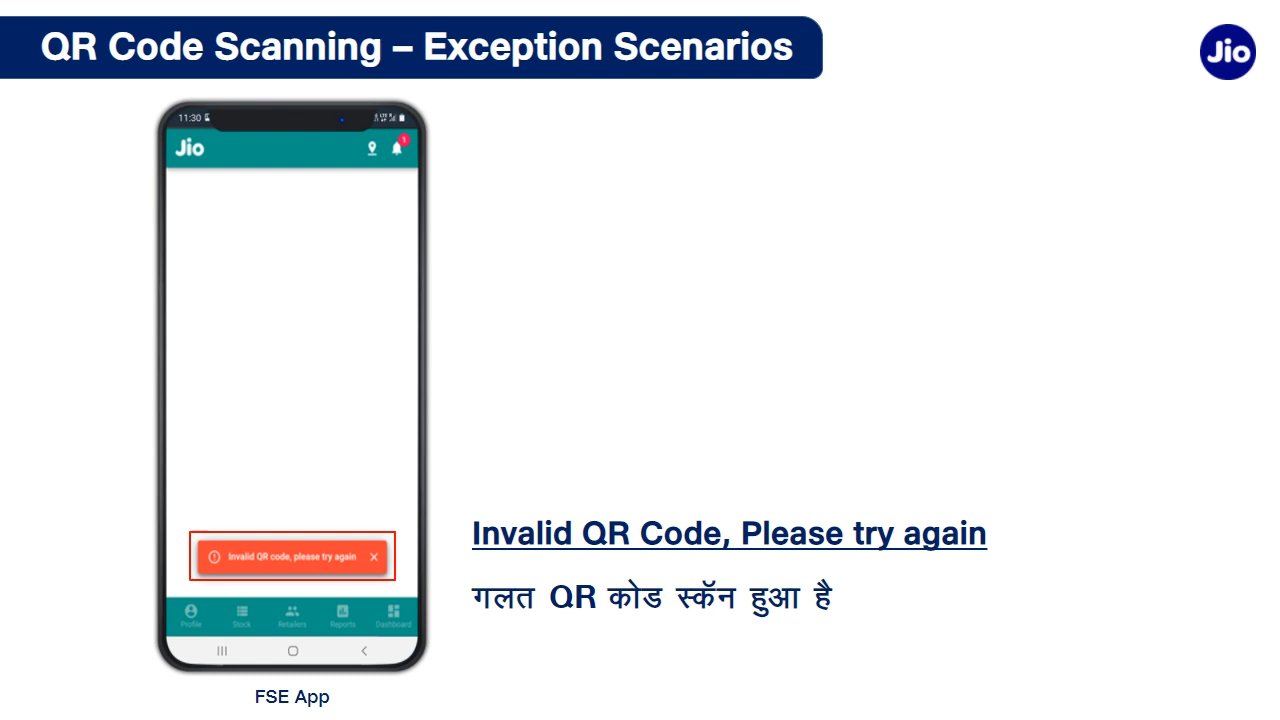 QR Code Scanning – Exception Scenarios
Jio
11:30
Jio
1
Invalid QR code, please try again
Profile Stock Retailers Reports Dashboard
FSE App
Invalid QR Code, Please try again
गलत QR कोड स्कॅन हुआ है